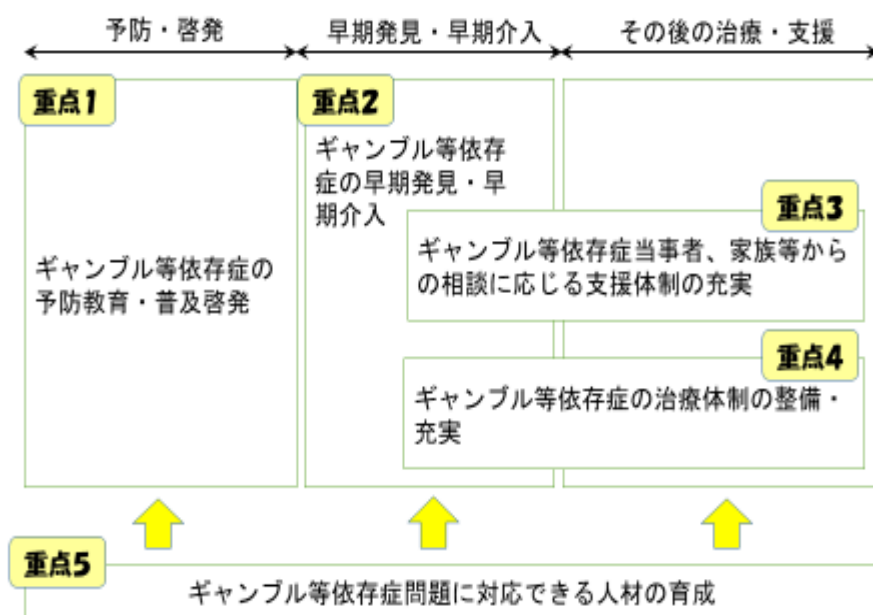 予防・啓発
早期発見・早期介入
その後の治療・支援
重点1
ギャンブル等依存症の
予防教育・普及啓発
重点2
ギャンブル等依存
症の早期発見・早
期介入
重点3
ギャンブル等依存症当事者、家族等から
の相談に応じる支援体制の充実
重点4
ギャンブル等依存症の治療体制の整備・
充実
重点5
ギャンブル等依存症問題に対応できる人材の育成